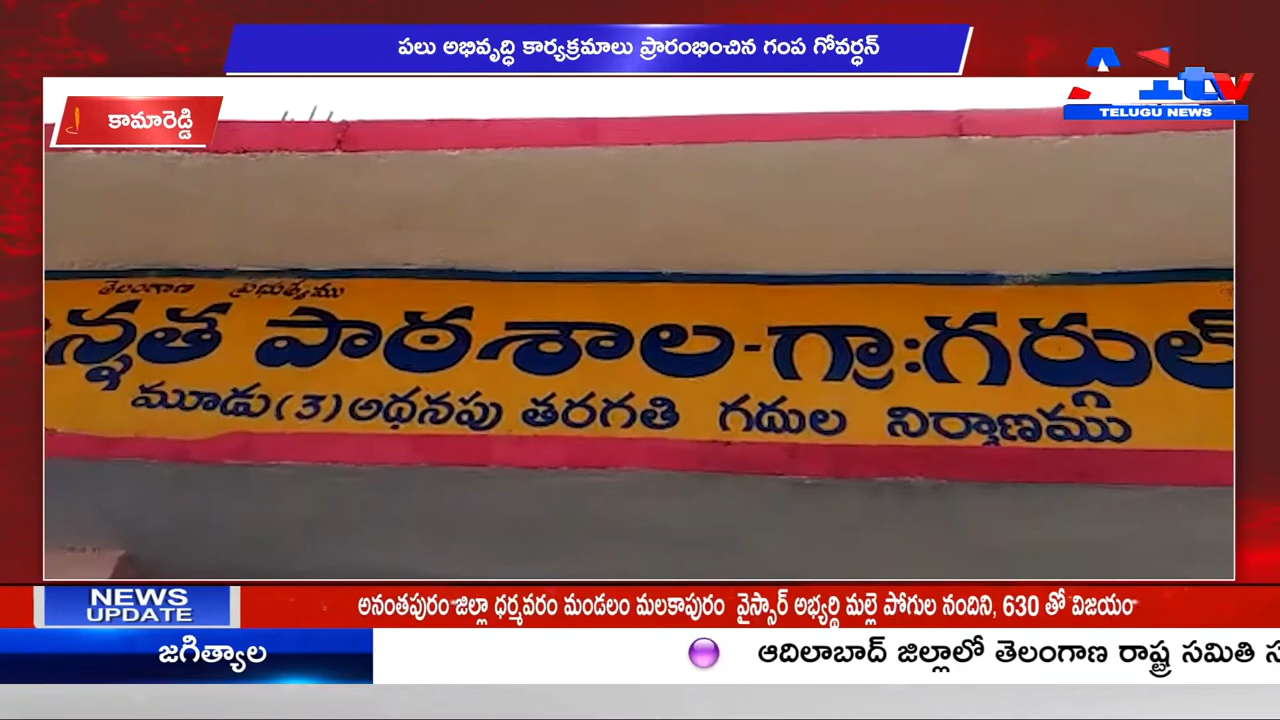 పలు అభివృద్ధి కార్యక్రమాలు ప్రారంభించిన గంప గోవర్ధన్
కామారెడ్డి
itv
TELUGU NEWS
తెలంగాణ ప్రభుత్వము
న్నత పాఠశాల-గ్రా:గర్గుల్
మూడు(3)అధనపు తరగతి గదుల నిర్మాణము
NEWS
UPDATE
అనంతపురం జిల్లా ధర్మవరం మండలం మలకాపురం వైస్సార్ అభ్యర్థి మల్లె పోగుల నందిని, 630 తో విజయం
జగిత్యాల
ఆదిలాబాద్ జిల్లాలో తెలంగాణ రాష్ట్ర సమితి